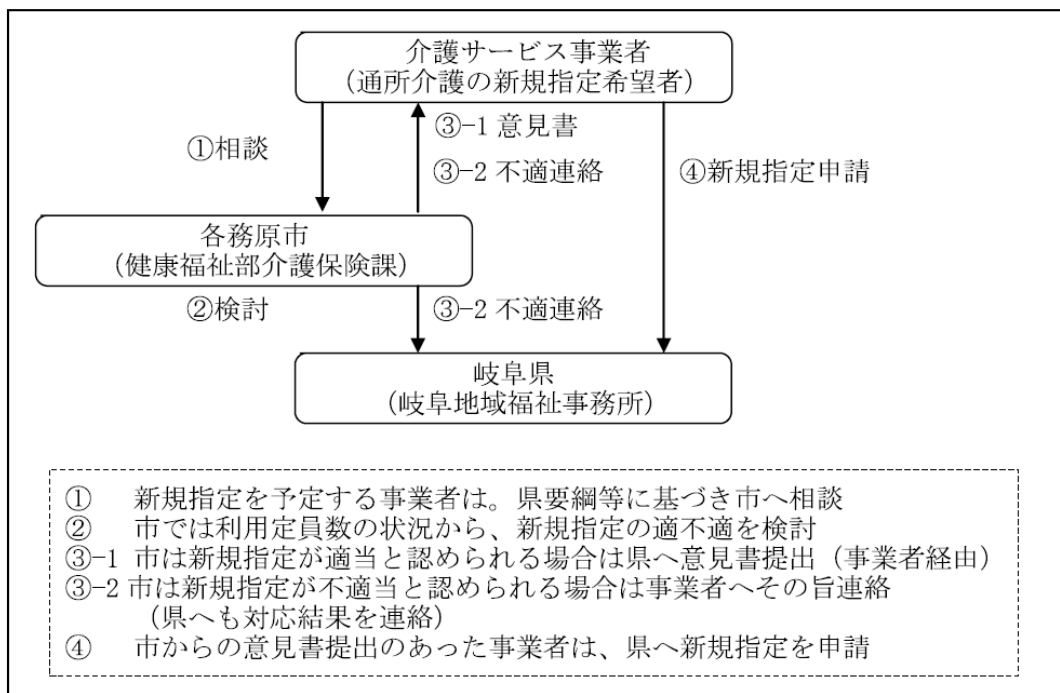 介護サービス事業者
(通所介護の新規指定希望者)
①相談
③-1 意見書
③-2 不適連絡
④新規指定申請
各務原市
(健康福祉部介護保険課)
②検討
③-2 不適連絡
岐阜県
(岐阜地域福祉事務所)
① 新規指定を予定する事業者は。県要綱等に基づき市へ相談
② 市では利用定員数の状況から、新規指定の適不適を検討
③-1 市は新規指定が適当と認められる場合は県へ意見書提出（事業者経由）
③-2 市は新規指定が不適当と認められる場合は事業者へその旨連絡
（県へも対応結果を連絡）
④ 市からの意見書提出のあった事業者は、県へ新規指定を申請